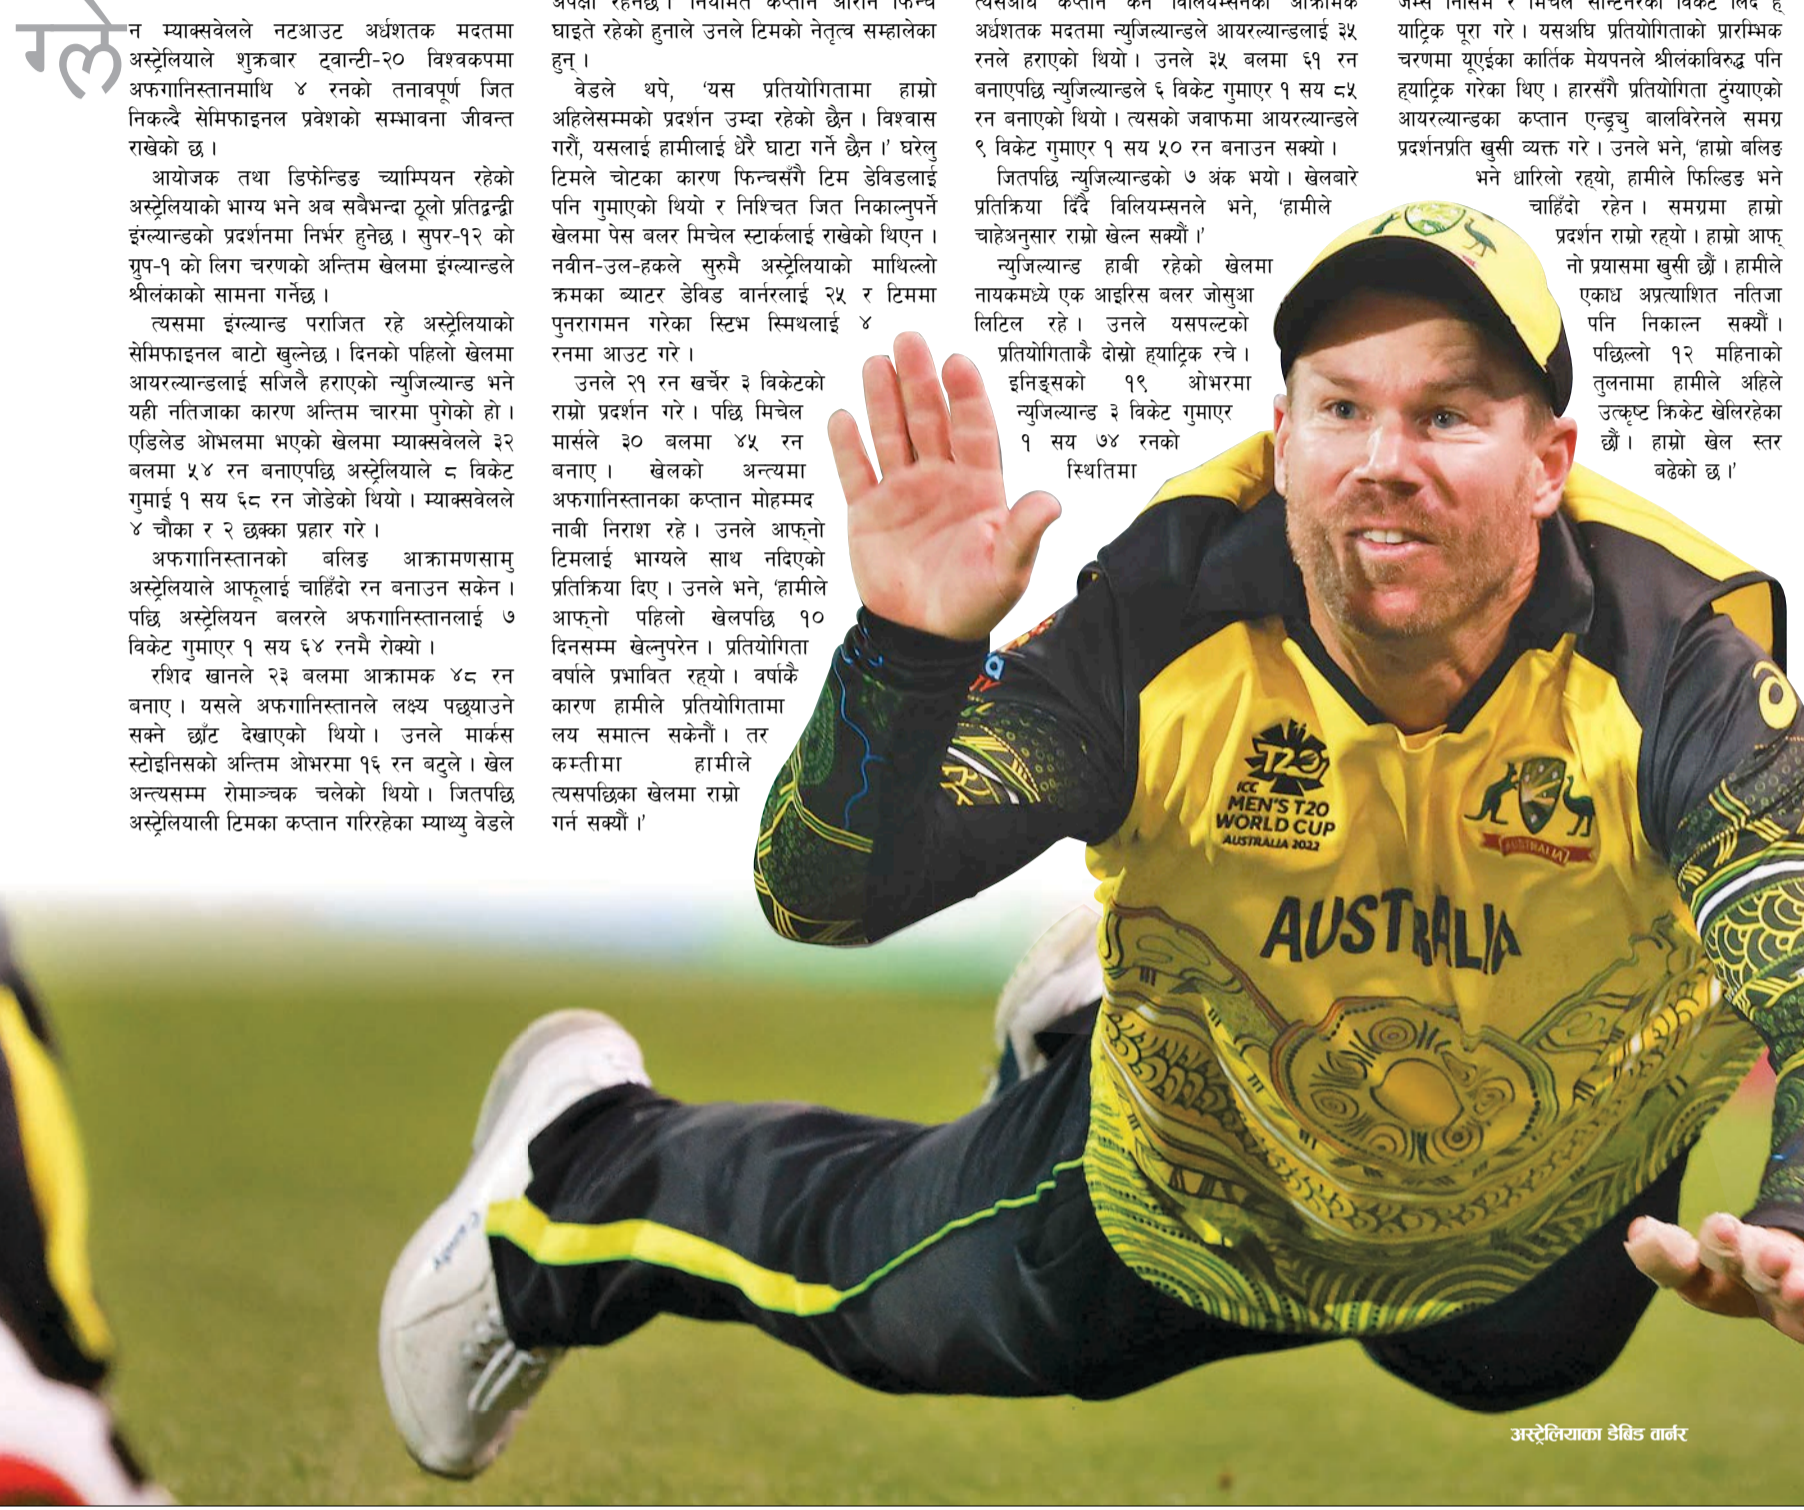 ग्ले
न म्याक्सवेलले नटआउट अर्धशतक मदतमा
अस्ट्रेलियाले शुक्रबार ट्वान्टी-२० विश्वकपमा
अफगानिस्तानमाथि ४ रनको तनावपूर्ण जित
निकल्दै सेमिफाइनल प्रवेशको सम्भावना जीवन्त
राखेको छ ।
आयोजक तथा डिफेन्डिङ च्याम्पियन रहेको
अस्ट्रेलियाको भाग्य भने अब सबैभन्दा ठूलो प्रतिद्वन्द्वी
इंग्ल्यान्डको प्रदर्शनमा निर्भर हुनेछ । सुपर-१२ को
ग्रुप-१ को लिग चरणको अन्तिम खेलमा इंग्ल्यान्डले
श्रीलंकाको सामना गर्नेछ ।
त्यसमा इंग्ल्यान्ड पराजित रहे अस्ट्रेलियाको
सेमिफाइनल बाटो खुल्नेछ । दिनको पहिलो खेलमा
आयरल्यान्डलाई सजिलै हराएको न्युजिल्यान्ड भने
यही नतिजाका कारण अन्तिम चारमा पुगेको हो ।
एडिलेड ओभलमा भएको खेलमा म्याक्सवेलले ३२
बलमा ५४ रन बनाएपछि अस्ट्रेलियाले ८ विकेट
गुमाई १ सय ६८ रन जोडेको थियो । म्याक्सवेलले
४ चौका र २ छक्का प्रहार गरे ।
अफगानिस्तानको बलिङ आक्रामणसामु
अस्ट्रेलियाले आफूलाई चाहिँदो रन बनाउन सकेन ।
पछि अस्ट्रेलियन बलरले अफगानिस्तानलाई ७
विकेट गुमाएर १ सय ६४ रनमै रोक्यो ।
रशिद खानले २३ बलमा आक्रामक ४८ रन
बनाए । यसले अफगानिस्तानले लक्ष्य पछ्याउने
सक्ने छाँट देखाएको थियो । उनले मार्कस
स्टोइनिसको अन्तिम ओभरमा १६ रन बटुले । खेल
अन्त्यसम्म रोमाञ्चक चलेको थियो । जितपछि
अस्ट्रेलियाली टिमका कप्तान गरिरहेका म्याथ्यु वेडले
अपेक्षा रहनेछ । नियमित कप्तान आरोन फिन्च
घाइते रहेको हुनाले उनले टिमको नेतृत्व सम्हालेका
हुन् ।
वेडले थपे, ‘यस प्रतियोगितामा हाम्रो
अहिलेसम्मको प्रदर्शन उम्दा रहेको छैन । विश्वास
गरौं, यसलाई हामीलाई धेरै घाटा गर्ने छैन ।’ घरेलु
टिमले चोटका कारण फिन्चसँगै टिम डेविडलाई
पनि गुमाएको थियो र निश्चित जित निकाल्नुपर्ने
खेलमा पेस बलर मिचेल स्टार्कलाई राखेको थिएन ।
नवीन-उल-हकले सुरुमै अस्ट्रेलियाको माथिल्लो
क्रमका ब्याटर डेविड वार्नरलाई २५ र टिममा
पुनरागमन गरेका स्टिभ स्मिथलाई ४
रनमा आउट गरे ।
उनले २१ रन खर्चेर ३ विकेटको
राम्रो प्रदर्शन गरे । पछि मिचेल
मार्सले ३० बलमा ४५ रन
बनाए । खेलको अन्त्यमा
अफगानिस्तानका कप्तान मोहम्मद
नाबी निराश रहे । उनले आफ्नो
टिमलाई भाग्यले साथ नदिएको
प्रतिक्रिया दिए । उनले भने, ‘हामीले
आफ्नो पहिलो खेलपछि १०
दिनसम्म खेल्नुपरेन । प्रतियोगिता
वर्षाले प्रभावित रह्यो । वर्षाकै
कारण हामीले प्रतियोगितामा
लय समात्न सकेनौं । तर
कम्तीमा हामीले
त्यसपछिका खेलमा राम्रो
गर्न सक्यौं ।’
त्यसअघि कप्तान केन विलियम्सनको आक्रामक
अर्धशतक मदतमा न्युजिल्यान्डले आयरल्यान्डलाई ३५
रनले हराएको थियो । उनले ३५ बलमा ६१ रन
बनाएपछि न्युजिल्यान्डले ६ विकेट गुमाएर १ सय ८५
रन बनाएको थियो । त्यसको जवाफमा आयरल्यान्डले
९ विकेट गुमाएर १ सय ५० रन बनाउन सक्यो ।
जितपछि न्युजिल्यान्डको ७ अंक भयो । खेलबारे
प्रतिक्रिया दिँदै विलियम्सनले भने, ‘हामीले
चाहेअनुसार राम्रो खेल्न सक्यौं ।’
न्युजिल्यान्ड हाबी रहेको खेलमा
नायकमध्ये एक आइरिस बलर जोसुआ
लिटिल रहे । उनले यसपल्टको
प्रतियोगिताकै दोस्रो ह्याट्रिक रचे ।
इनिङ्सको १९ ओभरमा
न्युजिल्यान्ड ३ विकेट गुमाएर
१ सय ७४ रनको
स्थितिमा
जेम्स निसम र मिचेल सान्टनरको विकेट लिँदै ह्
याट्रिक पूरा गरे । यसअघि प्रतियोगिताको प्रारम्भिक
चरणमा यूएईका कार्तिक मेयपनले श्रीलंकाविरुद्ध पनि
ह्याट्रिक गरेका थिए । हारसँगै प्रतियोगिता टुंग्याएको
आयरल्यान्डका कप्तान एन्ड्र्यु बालविरेनले समग्र
प्रदर्शनप्रति खुसी व्यक्त गरे । उनले भने, ‘हाम्रो बलिङ
भने धारिलो रह्यो, हामीले फिल्डिङ भने
चाहिँदो रहेन । समग्रमा हाम्रो
प्रदर्शन राम्रो रह्यो । हाम्रो आफ्
नो प्रयासमा खुसी छौं । हामीले
एकाध अप्रत्याशित नतिजा
पनि निकाल्न सक्यौं ।
पछिल्लो १२ महिनाको
तुलनामा हामीले अहिले
उत्कृष्ट क्रिकेट खेलिरहेका
छौं । हाम्रो खेल स्तर
बढेको छ ।’
T20
ICC
MEN'S T20
WORLD CUP
AUSTRALIA 2022
AUSTRALIA
AUSTRALIA
अस्ट्रेलियाका डेबिड वार्नर